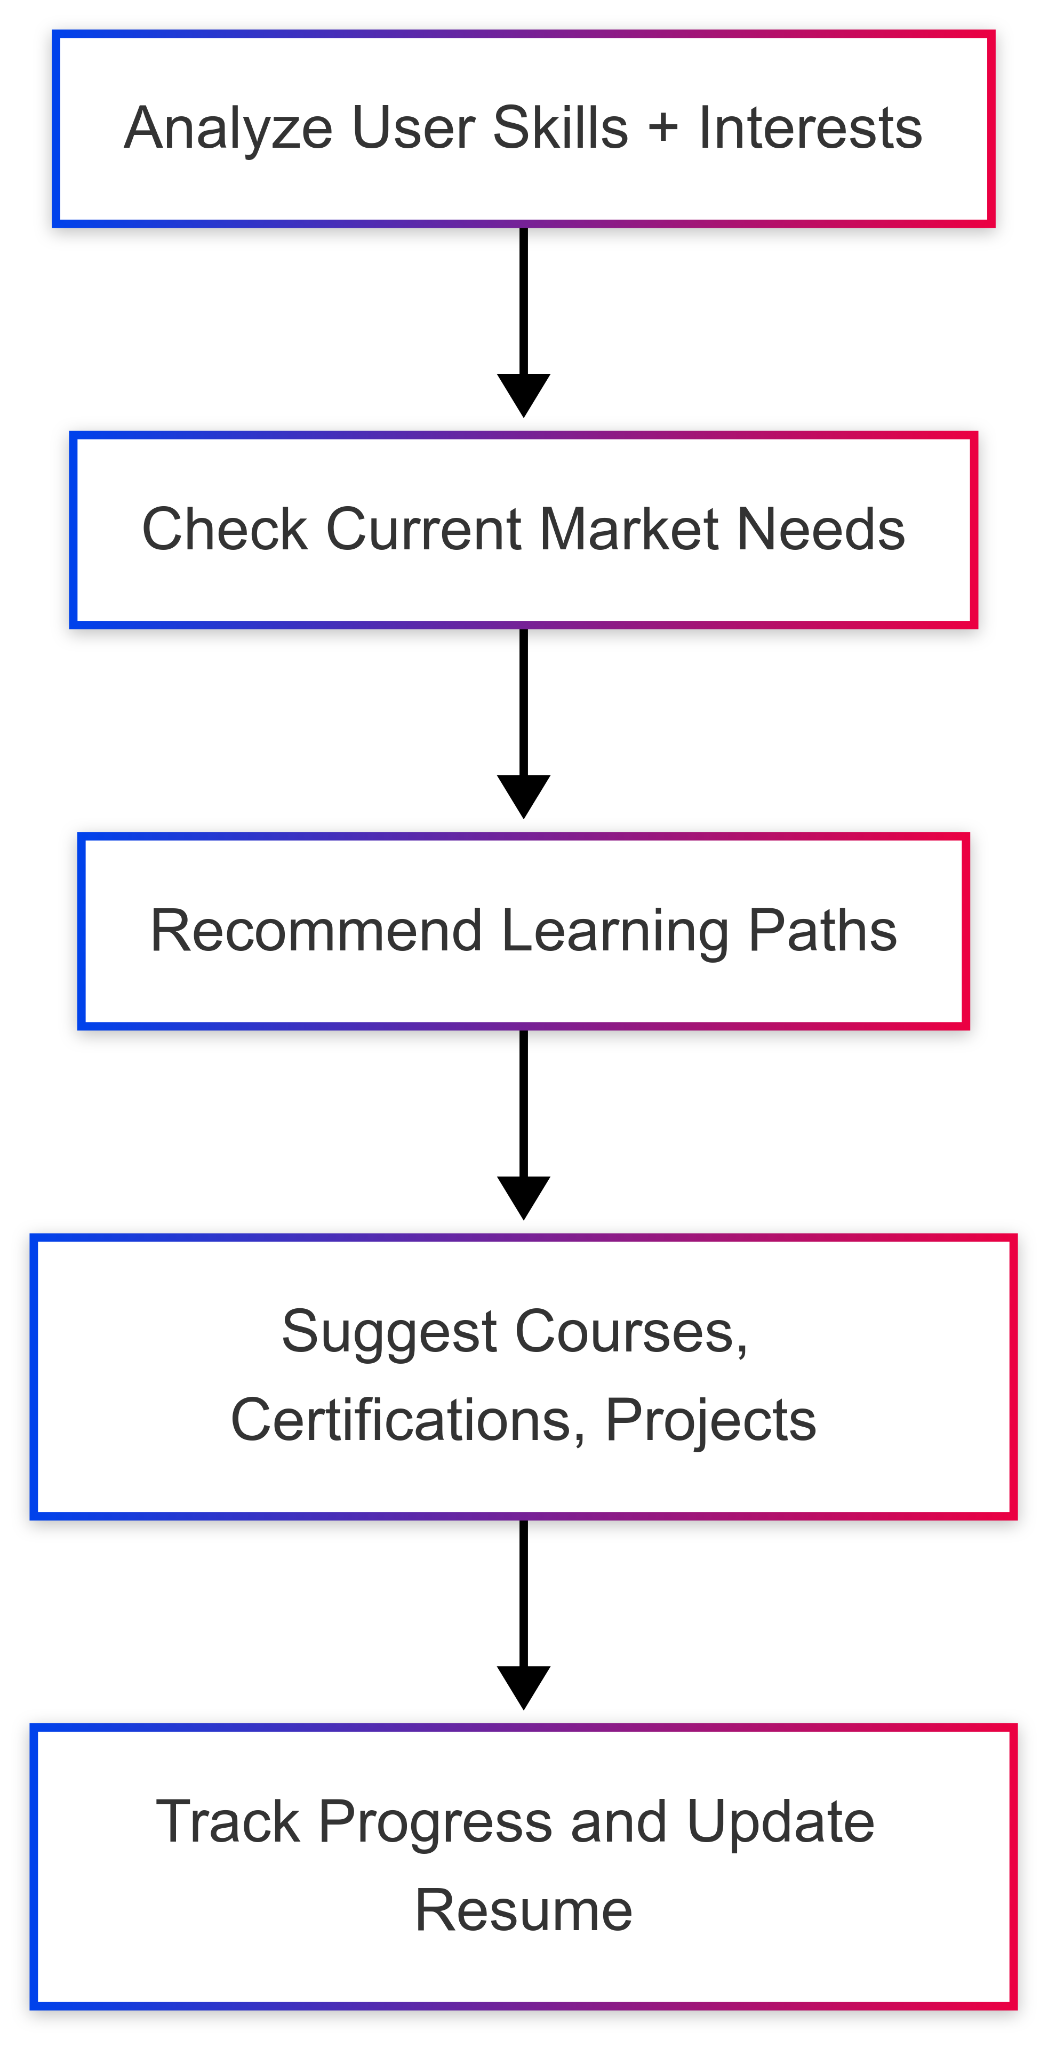 Analyze User Skills + Interests
Check Current Market Needs
Recommend Learning Paths
Suggest Courses,
Certifications, Projects
Track Progress and Update
Resume